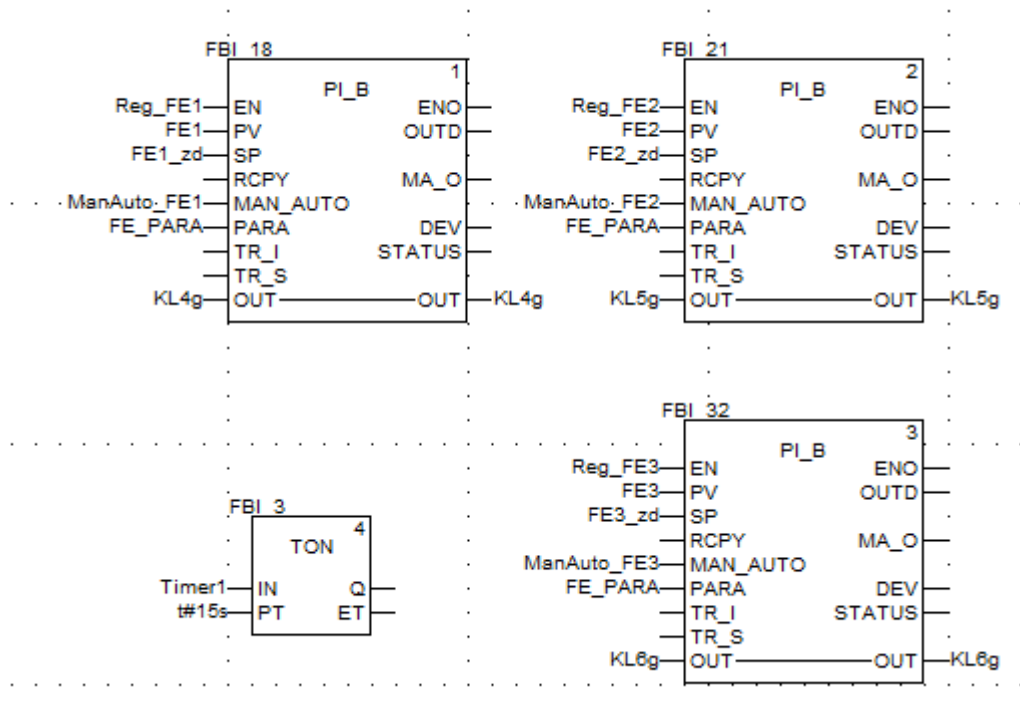 FBI_18
1
PI_B
Reg_FE1 EN ENO
FE1 PV OUTD
FE1_zd SP
RCPY MA_O
ManAuto_FE1 MAN_AUTO
FE_PARA PARA DEV
TR_I STATUS
TR_S
KL4g OUT OUT KL4g
FBI_21
2
PI_B
Reg_FE2 EN ENO
FE2 PV OUTD
FE2_zd SP
RCPY MA_O
ManAuto_FE2 MAN_AUTO
FE_PARA PARA DEV
TR_I STATUS
TR_S
KL5g OUT OUT KL5g
FBI_32
3
PI_B
Reg_FE3 EN ENO
FE3 PV OUTD
FE3_zd SP
RCPY MA_O
ManAuto_FE3 MAN_AUTO
FE_PARA PARA DEV
TR_I STATUS
TR_S
KL6g OUT OUT KL6g
FBI_3
4
TON
Timer1 IN Q
t#15s PT ET